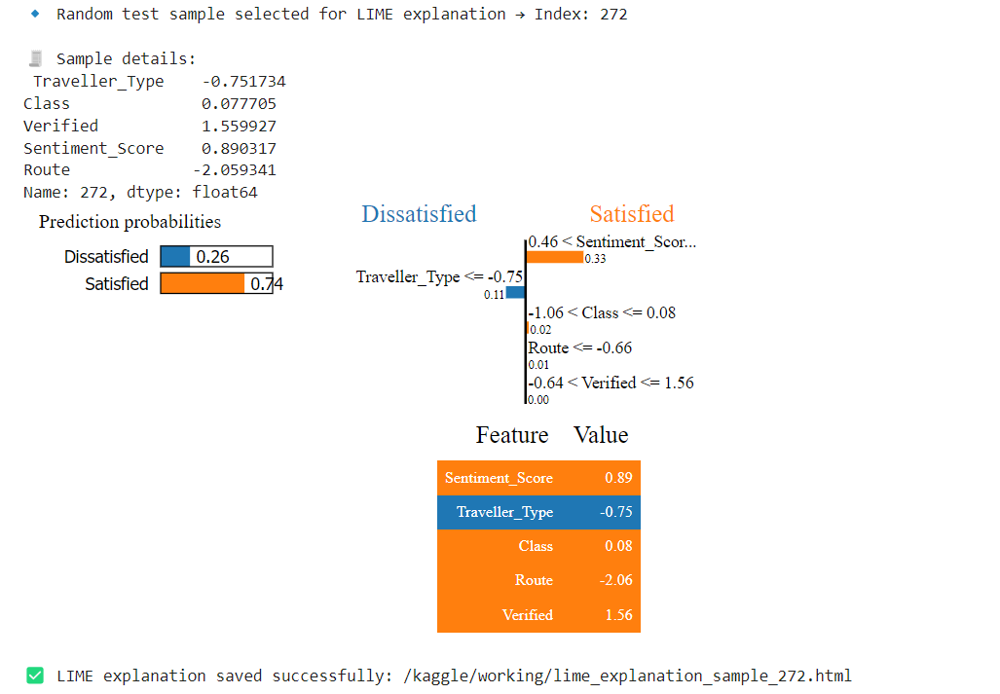 🔹 Random test sample selected for LIME explanation → Index: 272
🧾 Sample details:
Traveller_Type -0.751734
Class 0.077705
Verified 1.559927
Sentiment_Score 0.890317
Route -2.059341
Name: 272, dtype: float64
Prediction probabilities
Dissatisfied 0.26
Satisfied 0.74
Dissatisfied Satisfied
0.46 < Sentiment_Scor...
0.33
Traveller_Type <= -0.75
0.11
-1.06 < Class <= 0.08
0.02
Route <= -0.66
0.01
-0.64 < Verified <= 1.56
0.00
Feature Value
Sentiment_Score 0.89
Traveller_Type -0.75
Class 0.08
Route -2.06
Verified 1.56
✅ LIME explanation saved successfully: /kaggle/working/lime_explanation_sample_272.html